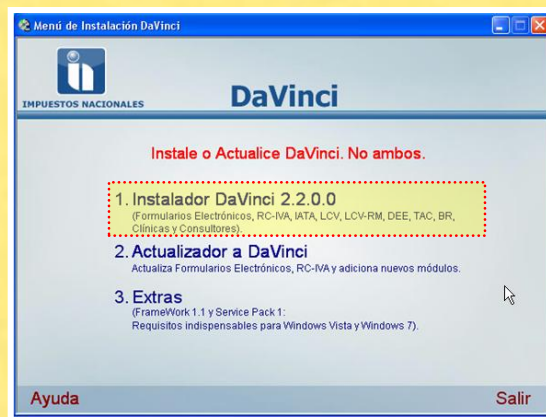 Menú de Instalación DaVinci
IMPUESTOS NACIONALES
DaVinci
Instale o Actualice DaVinci. No ambos.
1. Instalador DaVinci 2.2.0.0
(Formularios Electrónicos, RC-IVA, IATA, LCV, LCV-RM, DEE, TAC, BR,
Clínicas y Consultores).
2. Actualizador a DaVinci
Actualiza Formularios Electrónicos, RC-IVA y adiciona nuevos módulos.
3. Extras
(FrameWork 1.1 y Service Pack 1:
Requisitos indispensables para Windows Vista y Windows 7).
Ayuda
Salir